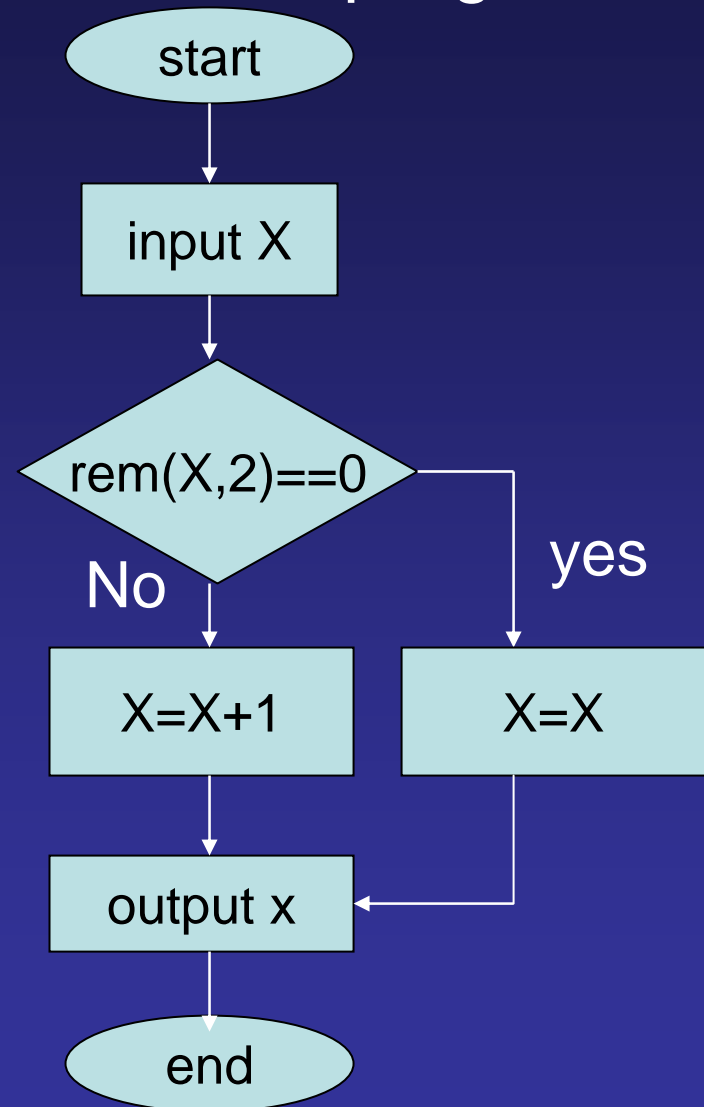 start
input X
rem(X,2)==0
yes
No
X=X+1
X=X
output x
end